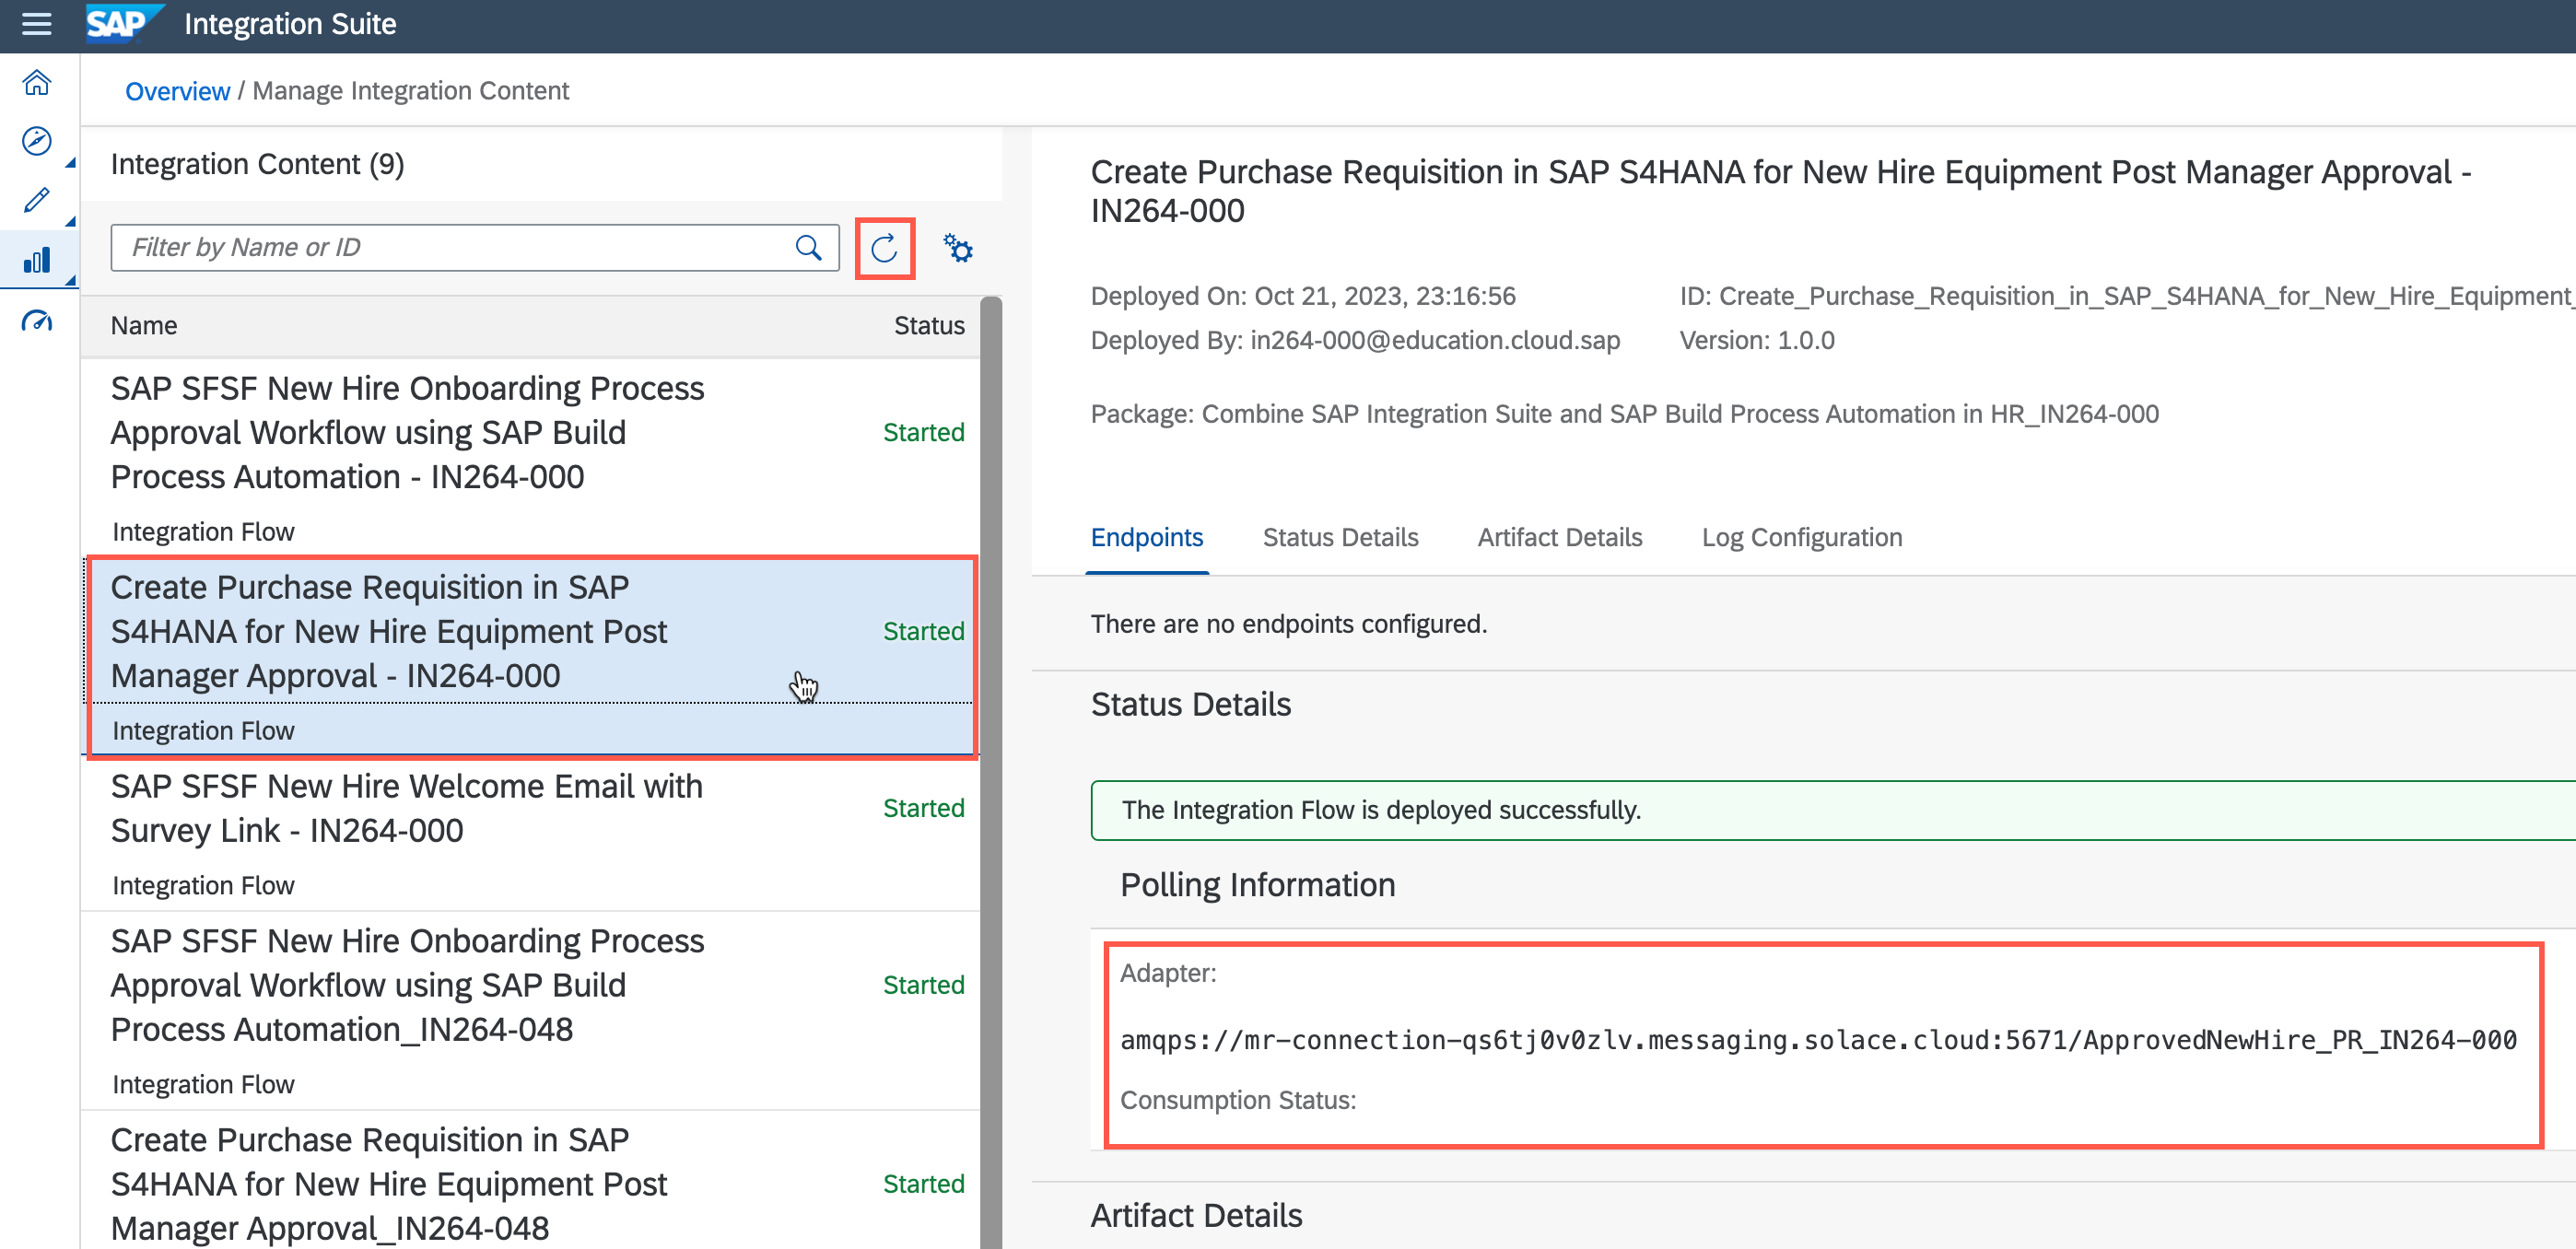 SAP Integration Suite
Overview / Manage Integration Content
Integration Content (9)
Filter by Name or ID
Name Status
SAP SFSF New Hire Onboarding Process
Approval Workflow using SAP Build
Process Automation - IN264-000
Started
Integration Flow
Create Purchase Requisition in SAP
S4HANA for New Hire Equipment Post
Manager Approval - IN264-000
Started
Integration Flow
SAP SFSF New Hire Welcome Email with
Survey Link - IN264-000
Started
Integration Flow
SAP SFSF New Hire Onboarding Process
Approval Workflow using SAP Build
Process Automation_IN264-048
Started
Integration Flow
Create Purchase Requisition in SAP
S4HANA for New Hire Equipment Post
Manager Approval_IN264-048
Started
Create Purchase Requisition in SAP S4HANA for New Hire Equipment Post Manager Approval -
IN264-000
Deployed On: Oct 21, 2023, 23:16:56
ID: Create_Purchase_Requisition_in_SAP_S4HANA_for_New_Hire_Equipment_
Deployed By: in264-000@education.cloud.sap
Version: 1.0.0
Package: Combine SAP Integration Suite and SAP Build Process Automation in HR_IN264-000
Endpoints Status Details Artifact Details Log Configuration
There are no endpoints configured.
Status Details
The Integration Flow is deployed successfully.
Polling Information
Adapter:
amqps://mr-connection-qs6tj0v0zlv.messaging.solace.cloud:5671/ApprovedNewHire_PR_IN264-000
Consumption Status:
Artifact Details